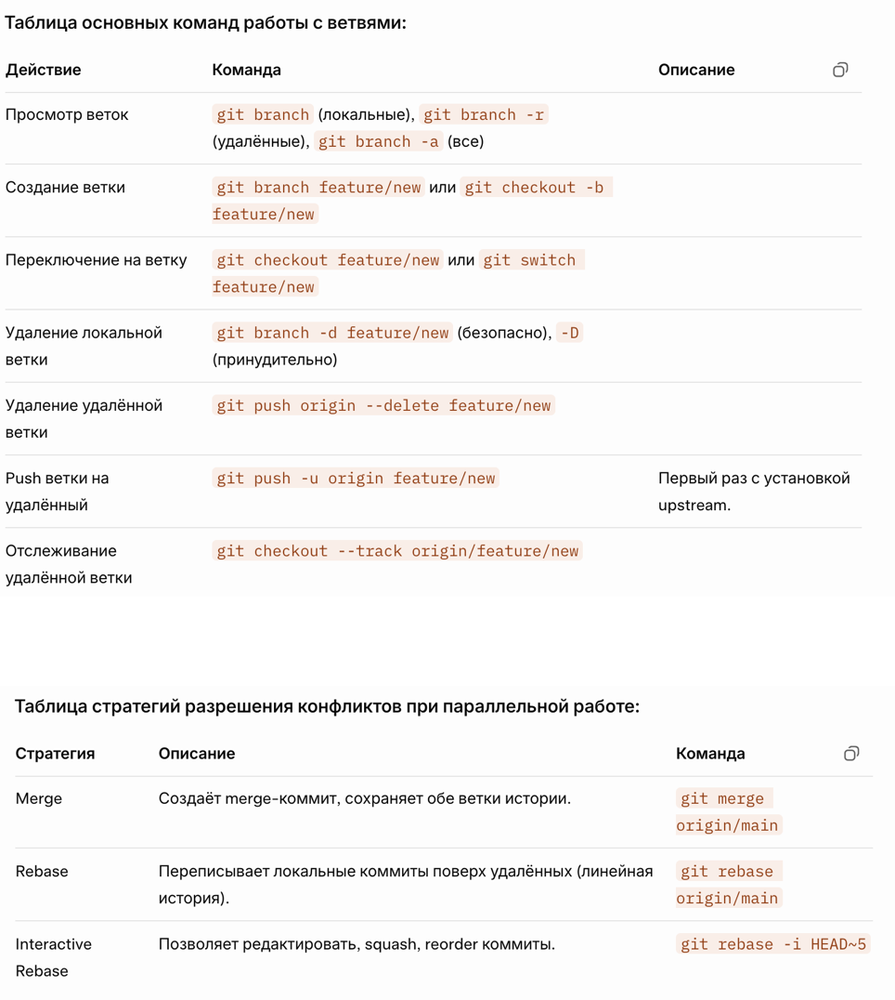 Таблица основных команд работы с ветвями:
Действие Команда Описание
Просмотр веток git branch (локальные), git branch -r
(удалённые), git branch -a (все)
Создание ветки git branch feature/new или git checkout -b
feature/new
Переключение на ветку git checkout feature/new или git switch
feature/new
Удаление локальной git branch -d feature/new (безопасно), -D
ветки (принудительно)
Удаление удалённой git push origin --delete feature/new
ветки
Push ветки на git push -u origin feature/new Первый раз с установкой
удалённый upstream.
Отслеживание git checkout --track origin/feature/new
удалённой ветки
Таблица стратегий разрешения конфликтов при параллельной работе:
Стратегия Описание Команда
Merge Создаёт merge-коммит, сохраняет обе ветки истории. git merge
origin/main
Rebase Переписывает локальные коммиты поверх удалённых (линейная git rebase
история). origin/main
Interactive Позволяет редактировать, squash, reorder коммиты. git rebase -i HEAD~5
Rebase